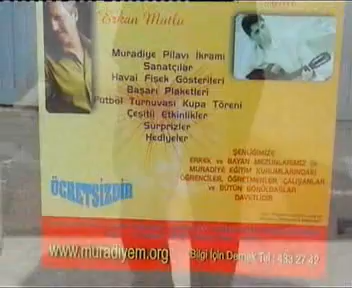 Erkan Mutlu
Muradiye Pilavı İkramı
Sanatçılar
Havai Fişek Gösterileri
Başarı Plaketleri
Futbol Turnuvası Kupa Töreni
Çeşitli Etkinlikler
Sürprizler
Hediyeler
ŞENLİĞİMİZE
ERKEK ve BAYAN MEZUNLARIMIZ ile
MURADİYE EĞİTİM KURUMLARINDAKİ
ÖĞRENCİLER, ÖĞRETMENLER, ÇALIŞANLAR
ve BÜTÜN GÖNÜLDAŞLAR
DAVETLİDİR
ÜCRETSİZDİR
www.muradiyem.org
Bilgi İçin Dernek Tel : 433 27 42